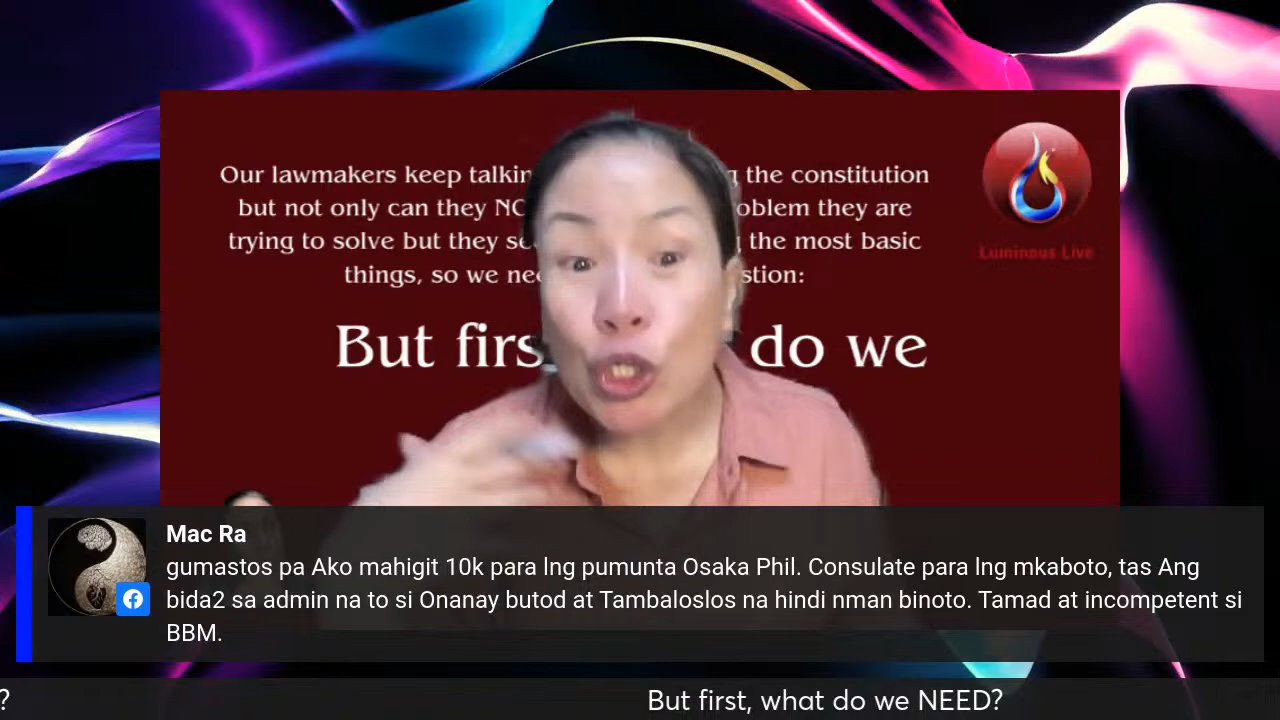 Our lawmakers keep talkin g the constitution
but not only can they NO oblem they are
trying to solve but they se g the most basic
things, so we nee stion:
But firs do we
Luminous Live
Mac Ra
gumastos pa Ako mahigit 10k para lng pumunta Osaka Phil. Consulate para lng mkaboto, tas Ang
bida2 sa admin na to si Onanay butod at Tambaloslos na hindi nman binoto. Tamad at incompetent si
BBM.
? But first, what do we NEED?